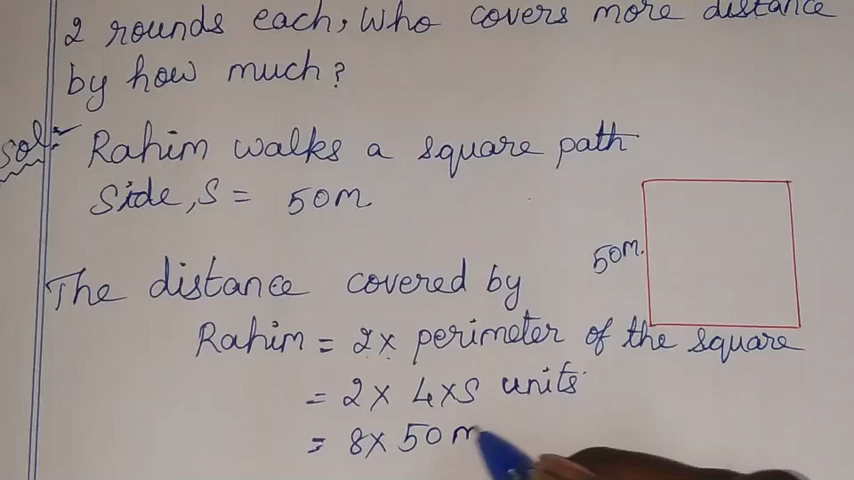 2 rounds each, Who covers more distance
by how much?
Sol:- Rahim walks a square path
Side, S = 50m
50m.
The distance covered by
Rahim = 2x perimeter of the square
= 2x 4xS units
= 8x 50m